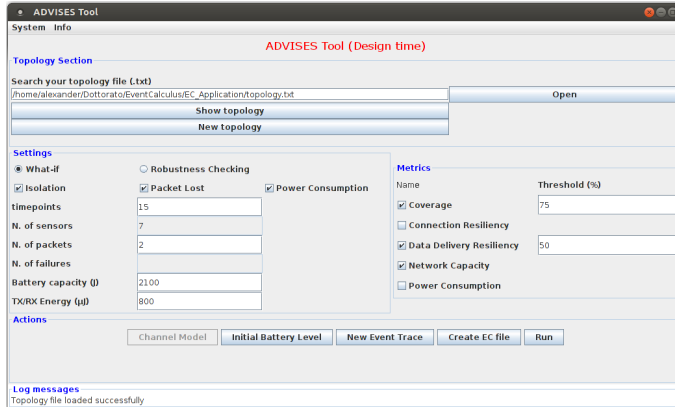 ADVISES Tool
System Info
ADVISES Tool (Design time)
Topology Section
Search your topology file (.txt)
/home/alexander/Dottorato/EventCalculus/EC_Application/topology.txt Open
Show topology
New topology
Settings
What-if Robustness Checking
Isolation Packet Lost Power Consumption
timepoints 15
N. of sensors 7
N. of packets 2
N. of failures
Battery capacity (J) 2100
TX/RX Energy (μJ) 800
Metrics
Name Threshold (%)
Coverage 75
Connection Resiliency
Data Delivery Resiliency 50
Network Capacity
Power Consumption
Actions
Channel Model Initial Battery Level New Event Trace Create EC file Run
Log messages
Topology file loaded successfully